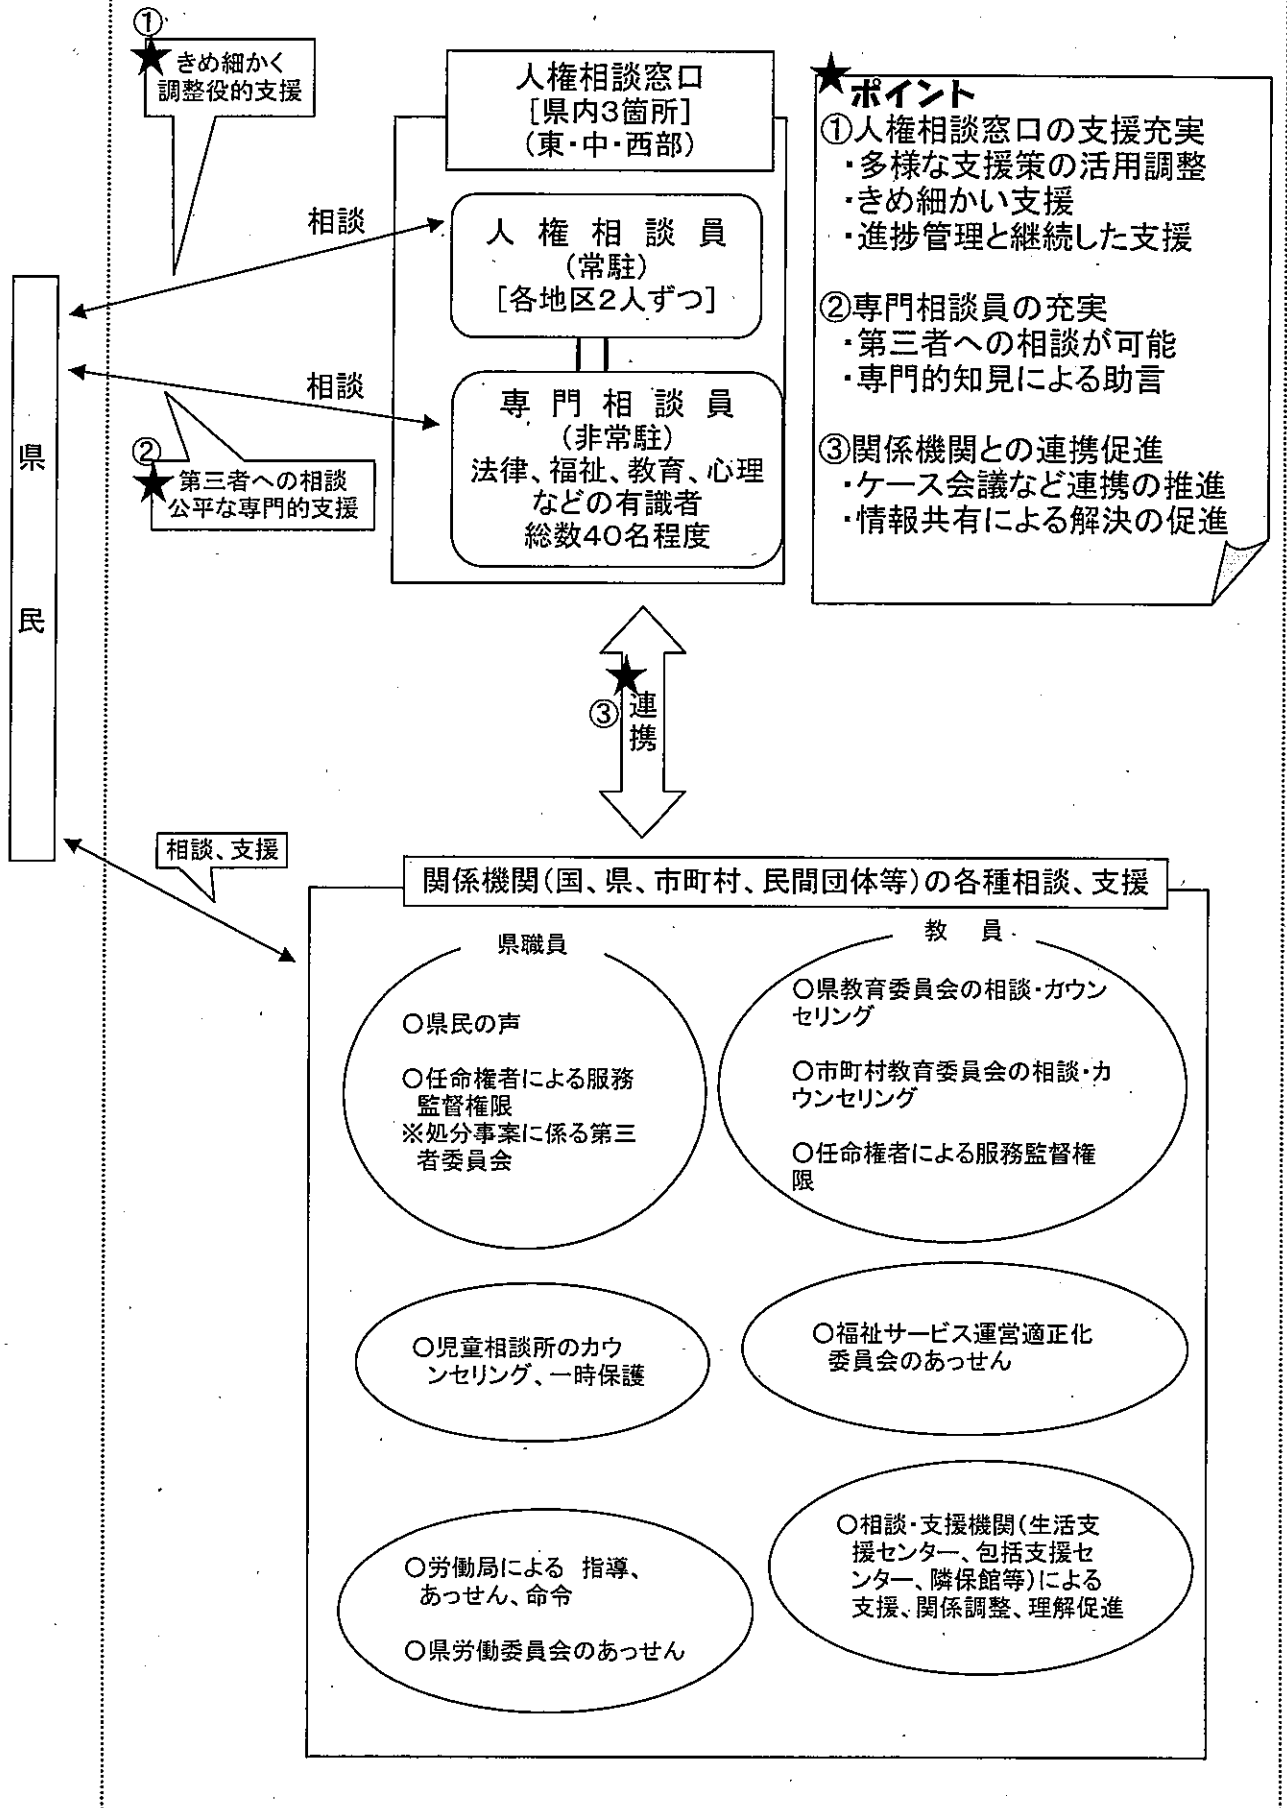 ①
★きめ細かく
調整役的支援
人権相談窓口
[県内3箇所]
(東・中・西部)
相談
人権相談員
(常駐)
[各地区2人ずつ]
相談
専門相談員
(非常駐)
法律、福祉、教育、心理
などの有識者
総数40名程度
②
★第三者への相談
公平な専門的支援
県民
★ポイント
①人権相談窓口の支援充実
・多様な支援策の活用調整
・きめ細かい支援
・進捗管理と継続した支援
②専門相談員の充実
・第三者への相談が可能
・専門的知見による助言
③関係機関との連携促進
・ケース会議など連携の推進
・情報共有による解決の促進
★
③連携
相談、支援
関係機関(国、県、市町村、民間団体等)の各種相談、支援
県職員
○県民の声
○任命権者による服務
監督権限
※処分事案に係る第三
者委員会
教員
○県教育委員会の相談・カウン
セリング
○市町村教育委員会の相談・カ
ウンセリング
○任命権者による服務監督権
限
○児童相談所のカウ
ンセリング、一時保護
○福祉サービス運営適正化
委員会のあっせん
○労働局による 指導、
あっせん、命令
○県労働委員会のあっせん
○相談・支援機関(生活支
援センター、包括支援セ
ンター、隣保館等)による
支援、関係調整、理解促進